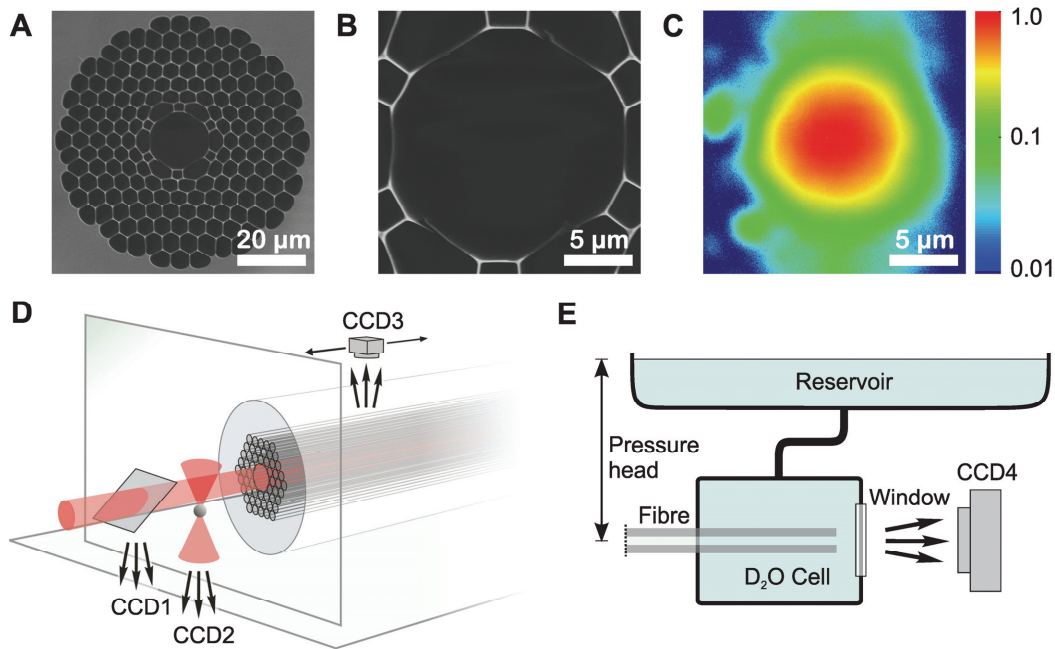 A
20 µm
B
5 µm
C
5 µm
1.0
0.1
0.01
D
CCD3
CCD1
CCD2
E
Reservoir
Pressure
head
Fibre
D₂O Cell
Window
CCD4